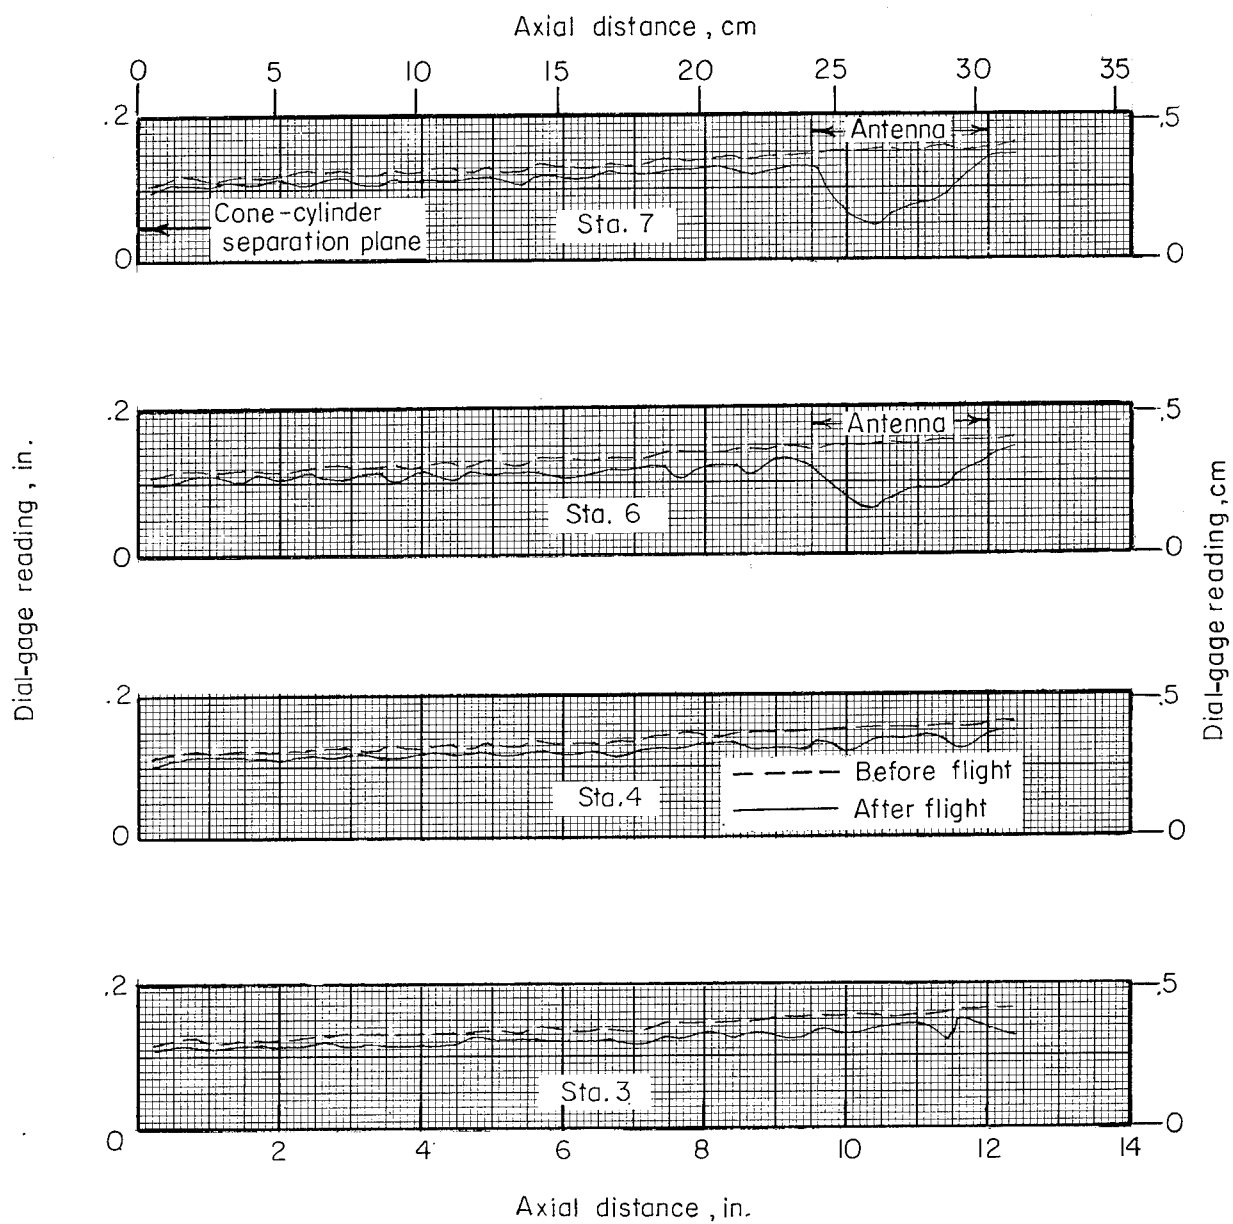 Axial distance, cm
0 5 10 15 20 25 30 35
.2 .5
Antenna
Cone-cylinder
separation plane
Sta. 7
0 0
.2 .5
Antenna
Sta. 6
0 0
Dial-gage reading, in.
Dial-gage reading, cm
.2 .5
Before flight
Sta. 4
After flight
0 0
.2 .5
Sta. 3
0 0
2 4 6 8 10 12 14
Axial distance, in.